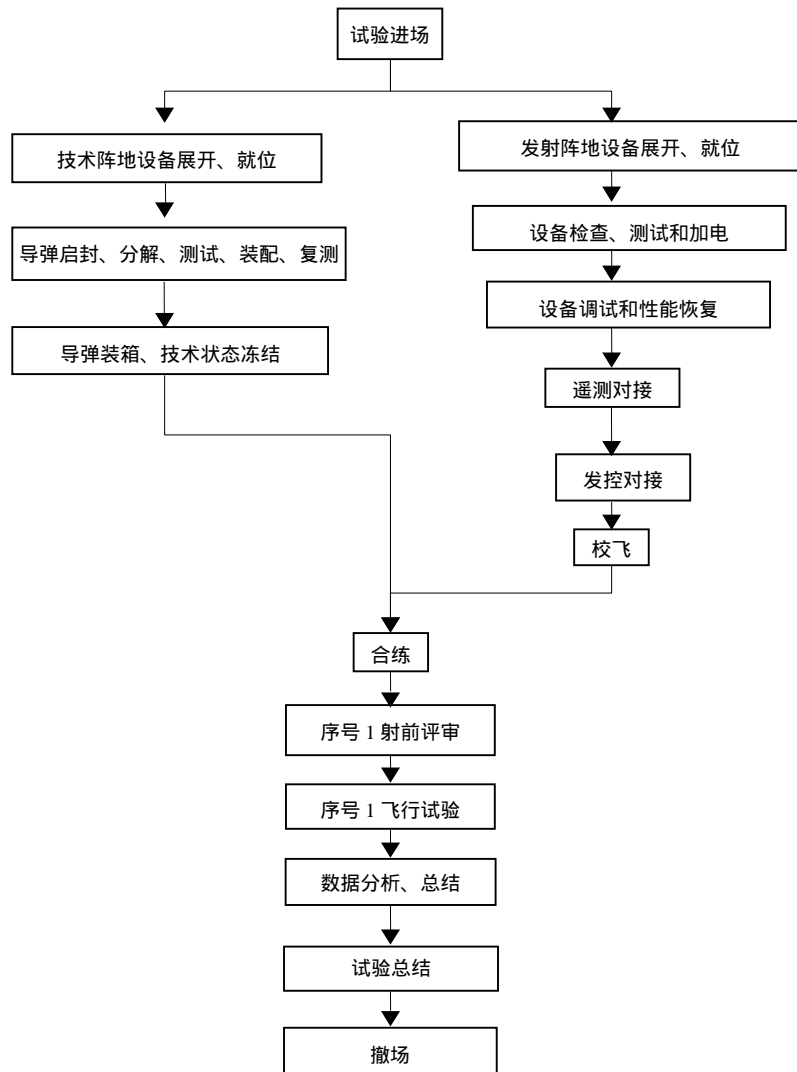 试验进场
技术阵地设备展开、就位
发射阵地设备展开、就位
导弹启封、分解、测试、装配、复测
设备检查、测试和加电
设备调试和性能恢复
导弹装箱、技术状态冻结
遥测对接
发控对接
校飞
合练
序号 1 射前评审
序号 1 飞行试验
数据分析、总结
试验总结
撤场